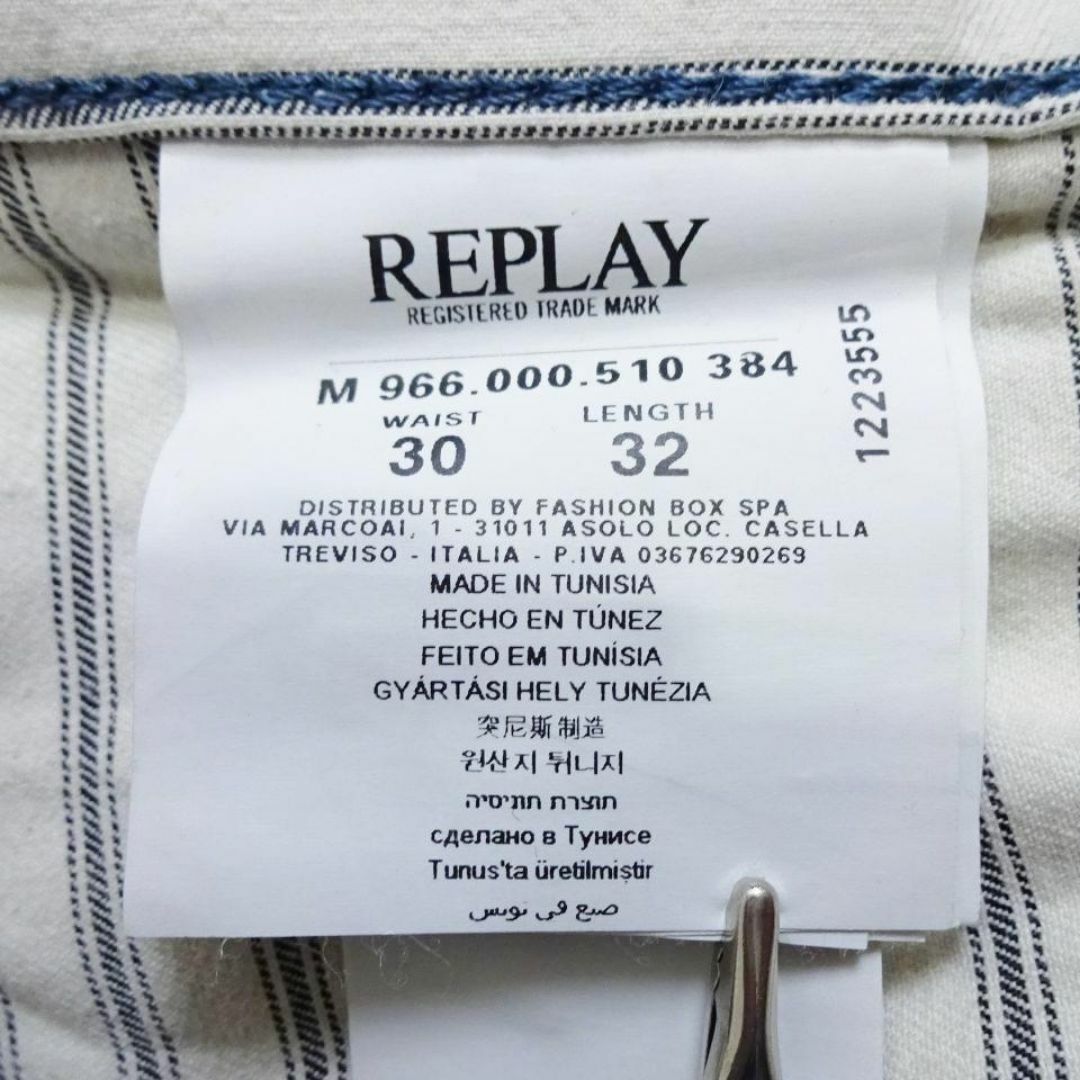 REPLAY
REGISTERED TRADE MARK
M 966.000.510 384
WAIST LENGTH
30 32
1223555
DISTRIBUTED BY FASHION BOX SPA
VIA MARCOAI, 1 - 31011 ASOLO LOC. CASELLA
TREVISO - ITALIA - P.IVA 03676290269
MADE IN TUNISIA
HECHO EN TÚNEZ
FEITO EM TUNÍSIA
GYÁRTÁSI HELY TUNÉZIA
突尼斯制造
원산지 튀니지
תוצרת תוניסיה
сделано в Тунисе
Tunus'ta üretilmiştir
صنع في تونس